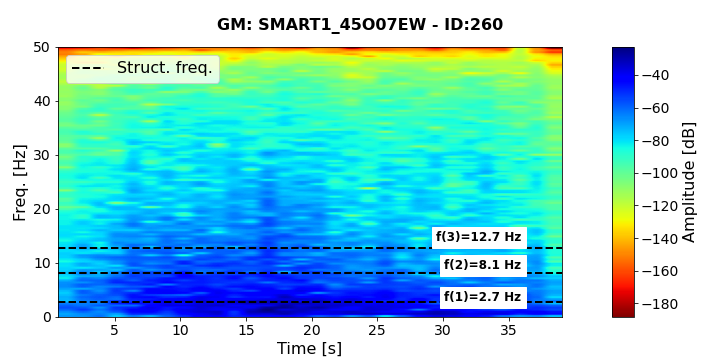 GM: SMART1_45O07EW - ID:260
50
40
30
20
10
0
Freq. [Hz]
Struct. freq.
f(3)=12.7 Hz
f(2)=8.1 Hz
f(1)=2.7 Hz
5 10 15 20 25 30 35
Time [s]
−40
−60
−80
−100
−120
−140
−160
−180
Amplitude [dB]